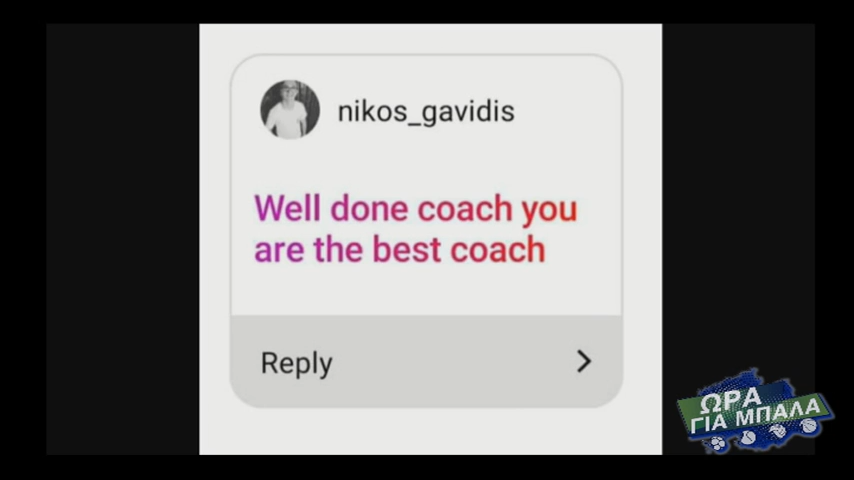 nikos_gavidis
Well done coach you
are the best coach
Reply
ΩΡΑ
ΓΙΑ ΜΠΑΛΑ